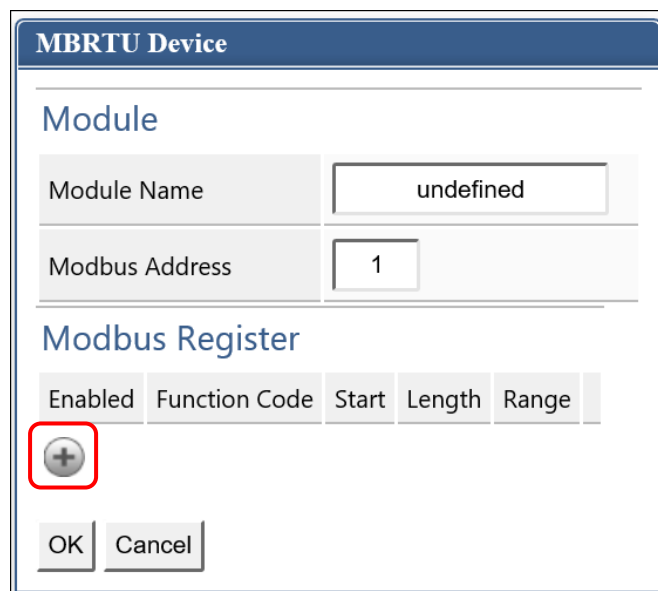 MBRTU Device
Module
Module Name undefined
Modbus Address 1
Modbus Register
Enabled Function Code Start Length Range
OK Cancel